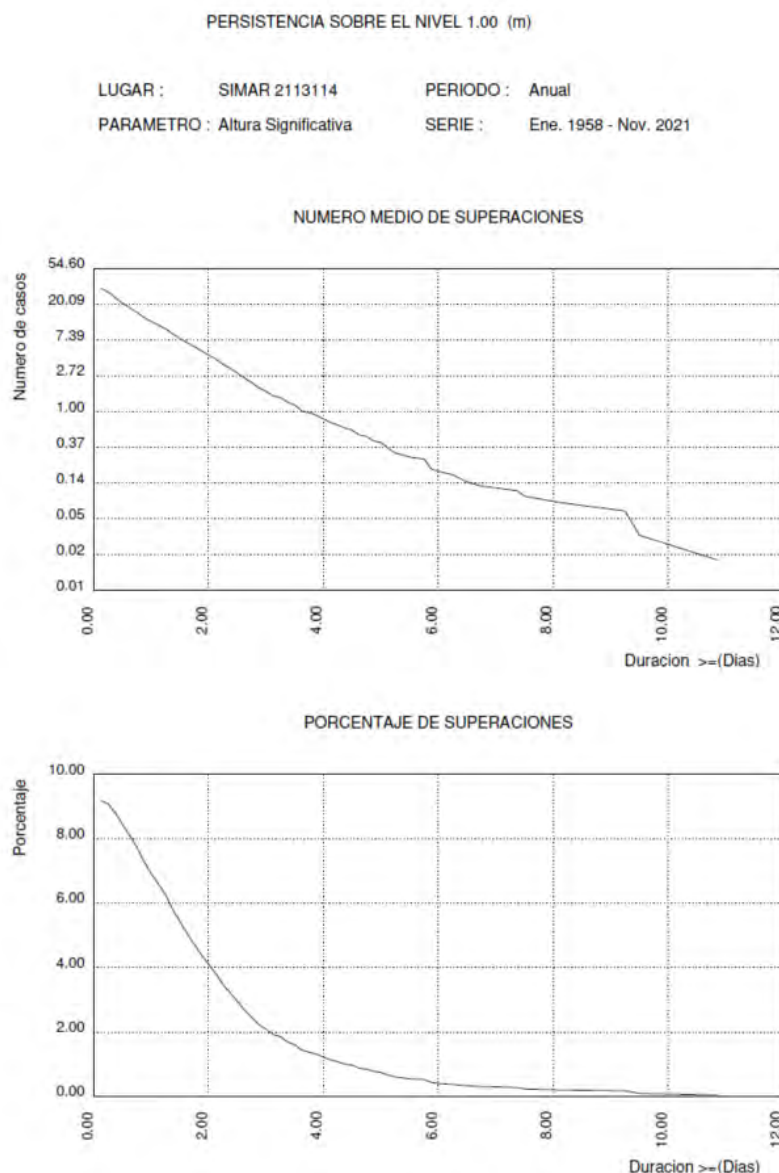 PERSISTENCIA SOBRE EL NIVEL 1.00 (m)
LUGAR : SIMAR 2113114 PERIODO : Anual
PARAMETRO : Altura Significativa SERIE : Ene. 1958 - Nov. 2021
NUMERO MEDIO DE SUPERACIONES
Numero de casos
54.60
20.09
7.39
2.72
1.00
0.37
0.14
0.05
0.02
0.01
0.00 2.00 4.00 6.00 8.00 10.00 12.00
Duracion >=(Dias)
PORCENTAJE DE SUPERACIONES
Porcentaje
10.00
8.00
6.00
4.00
2.00
0.00
0.00 2.00 4.00 6.00 8.00 10.00 12.00
Duracion >=(Dias)